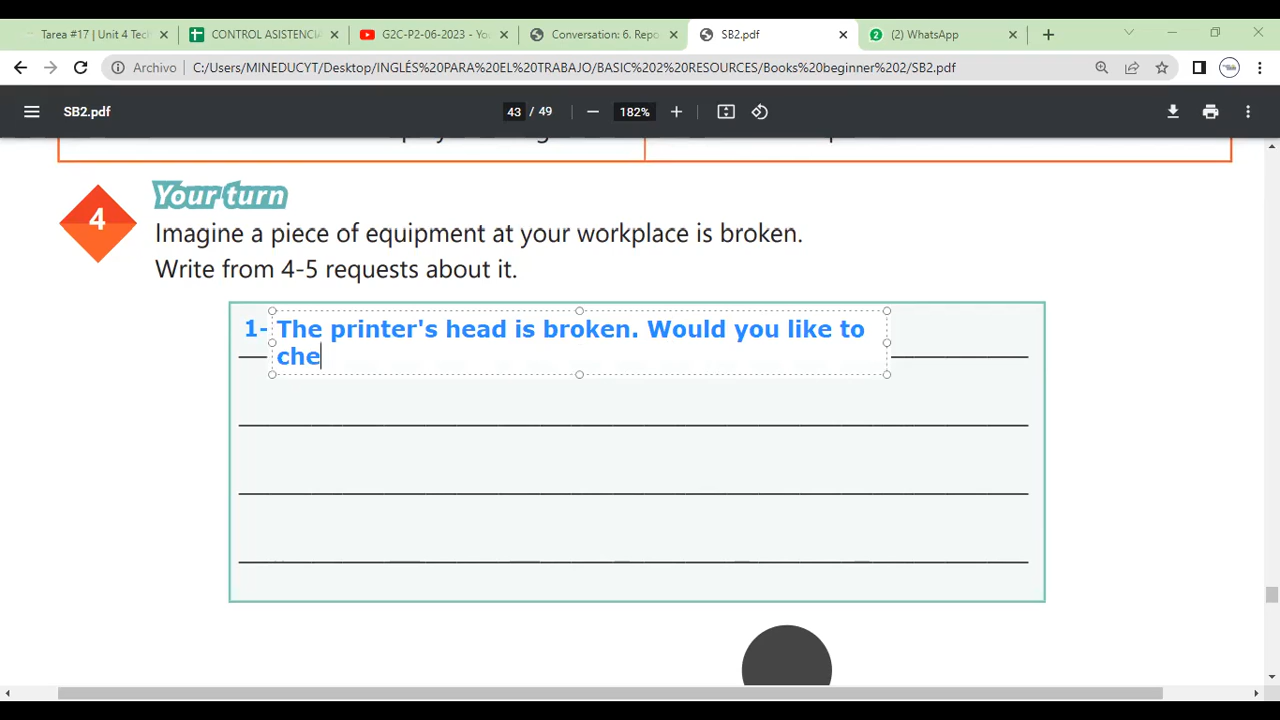 Tarea #17 | Unit 4 Tech
CONTROL ASISTENCIA
G2C-P2-06-2023 - Yo
Conversation: 6. Repo
SB2.pdf
(2) WhatsApp
Archivo C:/Users/MINEDUCYT/Desktop/INGLÉS%20PARA%20EL%20TRABAJO/BASIC%202%20RESOURCES/Books%20beginner%202/SB2.pdf
SB2.pdf 43 / 49 182%
4 Your turn
Imagine a piece of equipment at your workplace is broken.
Write from 4-5 requests about it.
1- The printer's head is broken. Would you like to
che